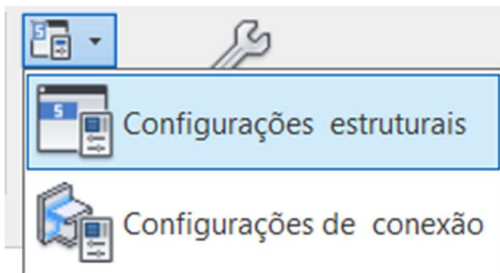 S
S
Configurações estruturais
Configurações de conexão